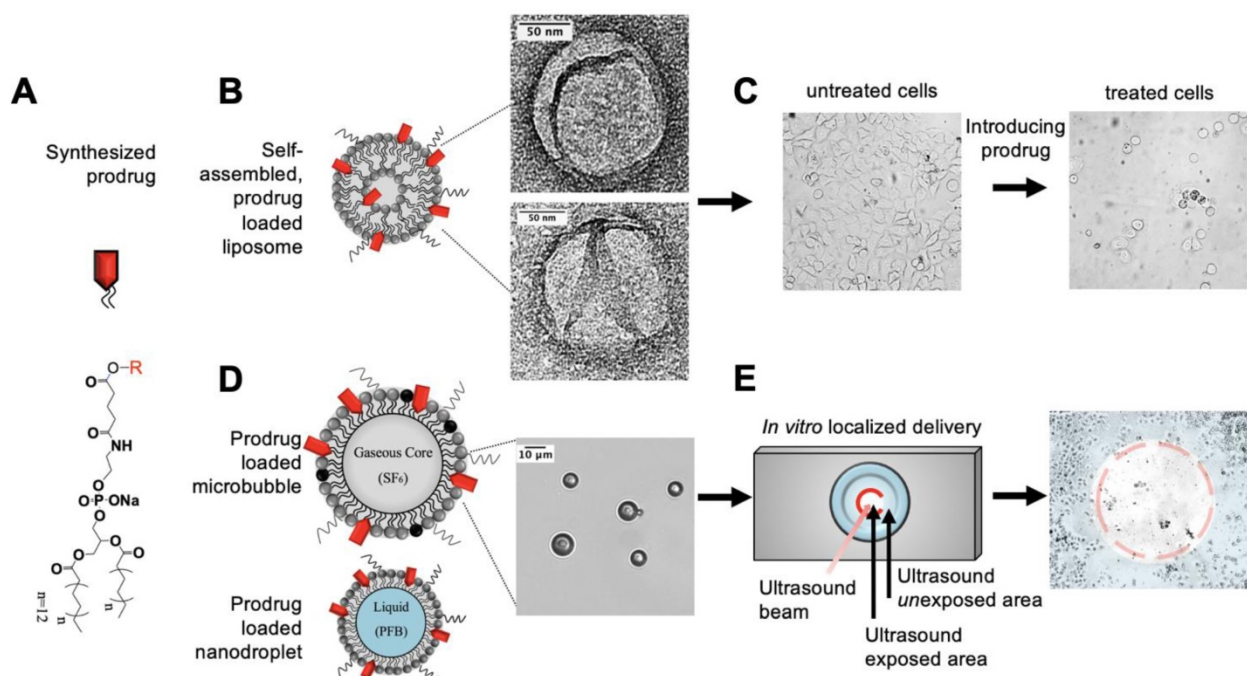 A
Synthesized
prodrug
O
O–R
O
NH
O
O=P–ONa
O
O
O
O
O
n=12
n
n
B
Self-
assembled,
prodrug
loaded
liposome
50 nm
50 nm
C
untreated cells
Introducing
prodrug
treated cells
D
Prodrug
loaded
microbubble
Gaseous Core
(SF₆)
10 µm
Prodrug
loaded
nanodroplet
Liquid
(PFB)
E
In vitro localized delivery
Ultrasound
beam
Ultrasound
unexposed area
Ultrasound
exposed area